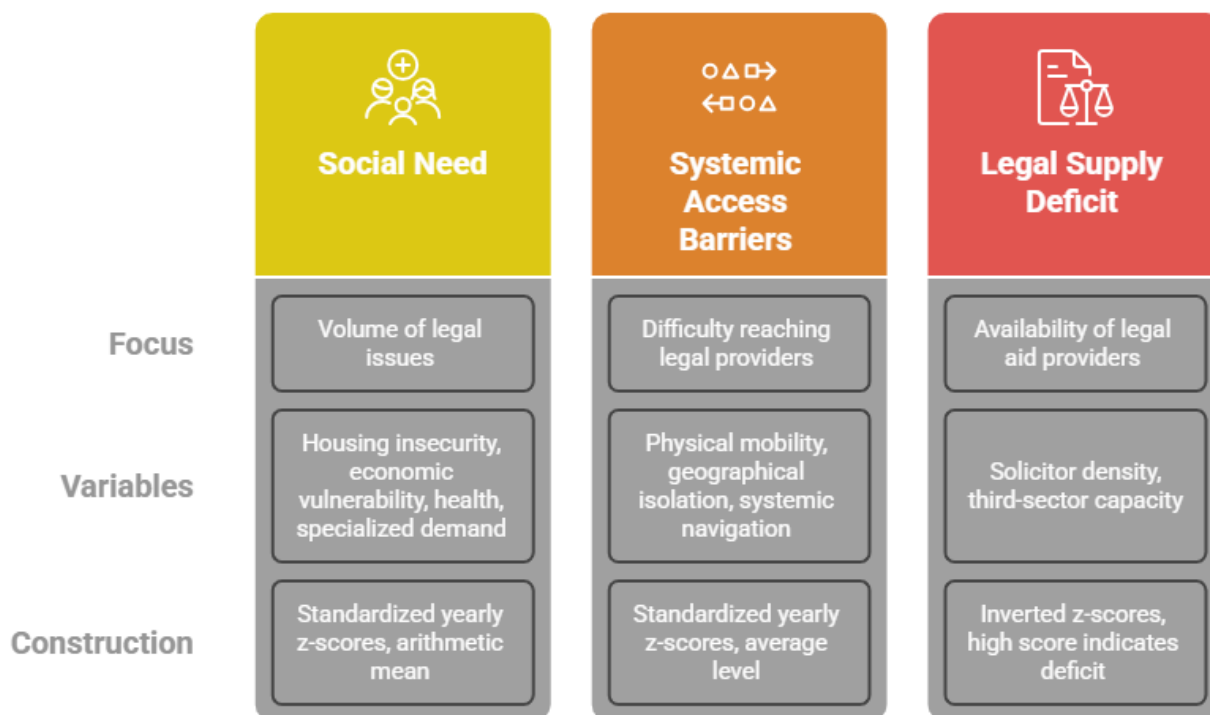 Social Need
Systemic
Access
Barriers
Legal Supply
Deficit
Focus
Volume of legal
issues
Difficulty reaching
legal providers
Availability of legal
aid providers
Variables
Housing insecurity,
economic
vulnerability, health,
specialized demand
Physical mobility,
geographical
isolation, systemic
navigation
Solicitor density,
third-sector capacity
Construction
Standardized yearly
z-scores, arithmetic
mean
Standardized yearly
z-scores, average
level
Inverted z-scores,
high score indicates
deficit